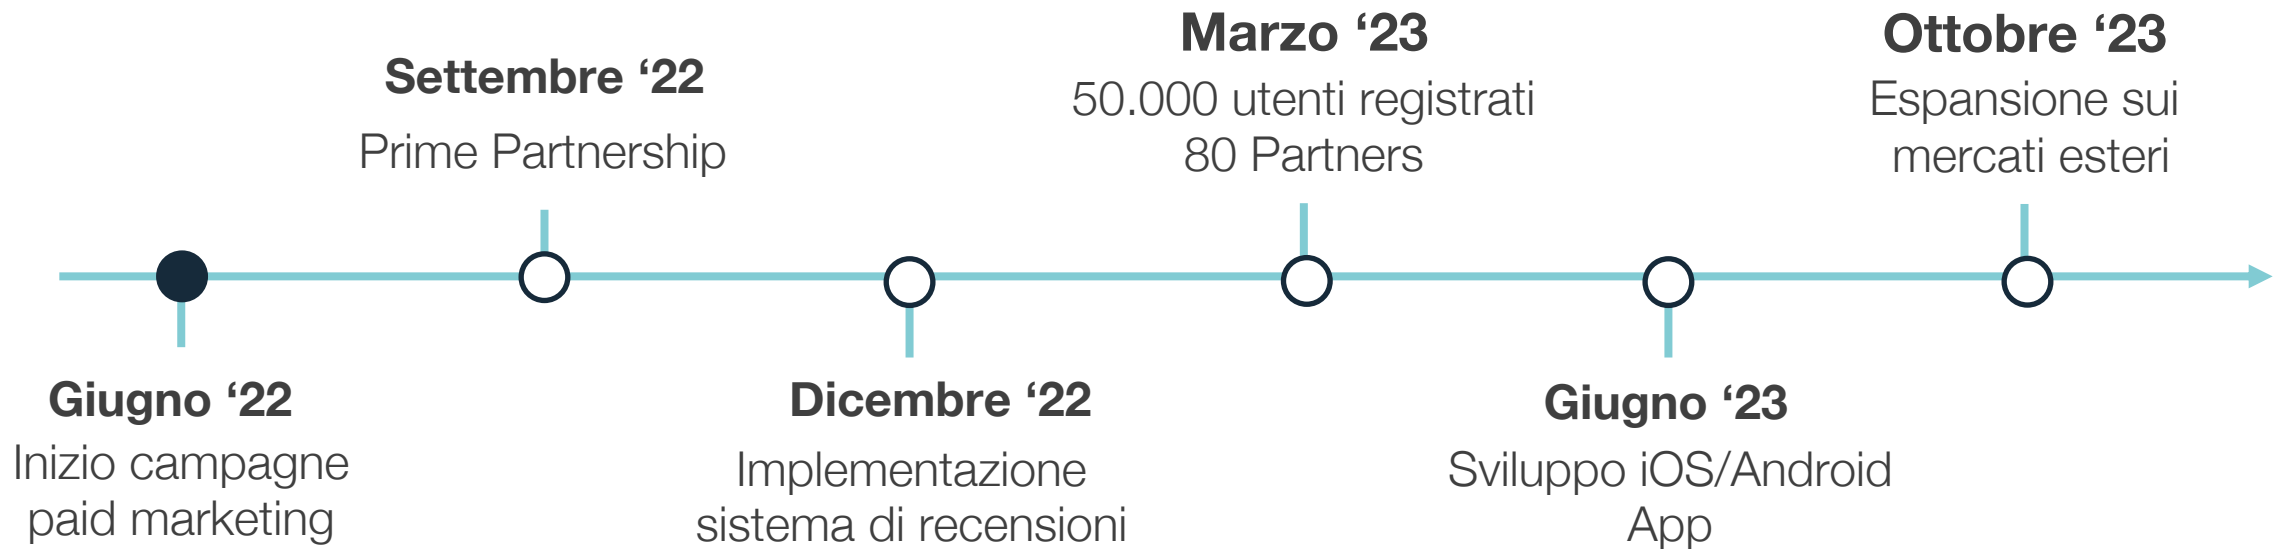 Giugno ‘22
Inizio campagne
paid marketing
Settembre ‘22
Prime Partnership
Dicembre ‘22
Implementazione
sistema di recensioni
Marzo ‘23
50.000 utenti registrati
80 Partners
Giugno ‘23
Sviluppo iOS/Android
App
Ottobre ‘23
Espansione sui
mercati esteri